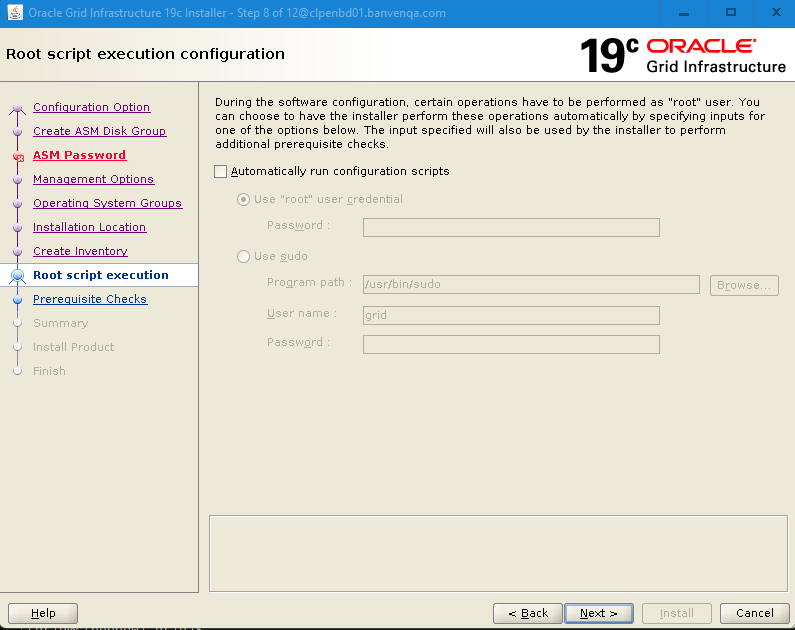 Oracle Grid Infrastructure 19c Installer - Step 8 of 12@clpenbd01.banvenqa.com
Root script execution configuration
19c ORACLE
Grid Infrastructure
Configuration Option
Create ASM Disk Group
ASM Password
Management Options
Operating System Groups
Installation Location
Create Inventory
Root script execution
Prerequisite Checks
Summary
Install Product
Finish
During the software configuration, certain operations have to be performed as "root" user. You
can choose to have the installer perform these operations automatically by specifying inputs for
one of the options below. The input specified will also be used by the installer to perform
additional prerequisite checks.
Automatically run configuration scripts
Use "root" user credential
Password :
Use sudo
Program path : /usr/bin/sudo Browse...
User name : grid
Password :
Help < Back Next > Install Cancel